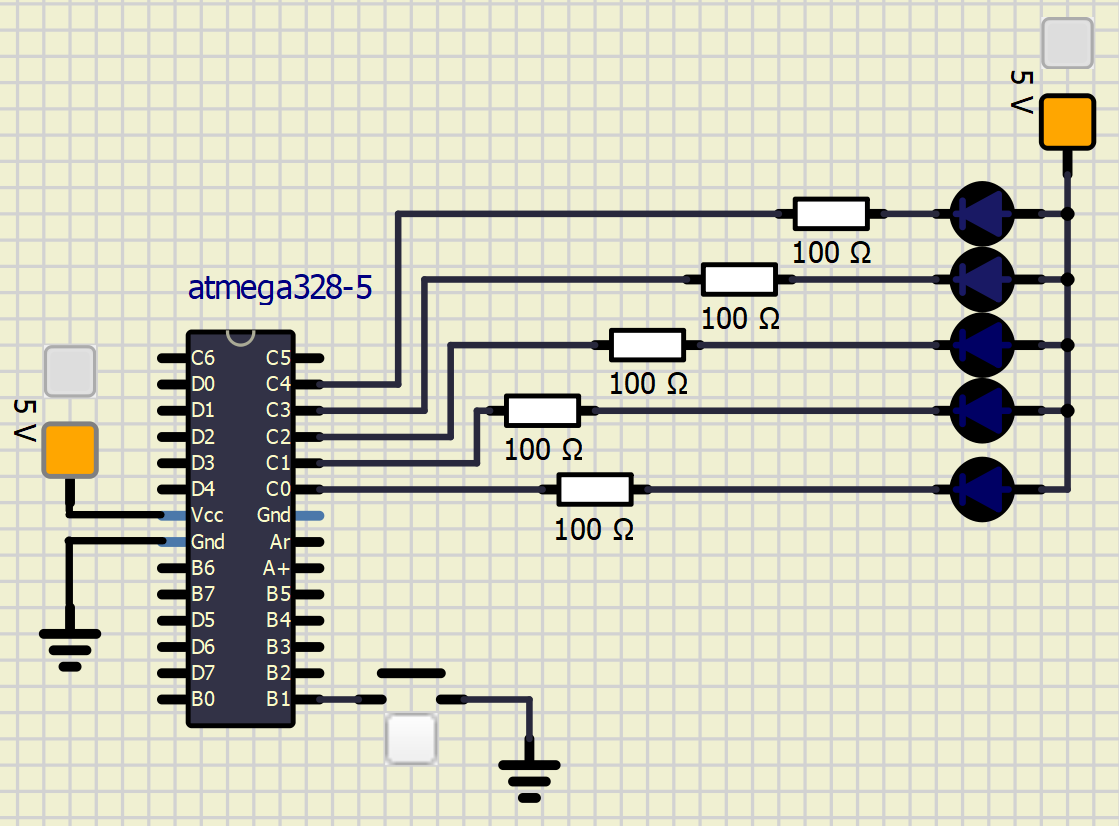 5 V
100 Ω
100 Ω
100 Ω
100 Ω
100 Ω
atmega328-5
5 V
C6 C5
D0 C4
D1 C3
D2 C2
D3 C1
D4 C0
Vcc Gnd
Gnd Ar
B6 A+
B7 B5
D5 B4
D6 B3
D7 B2
B0 B1